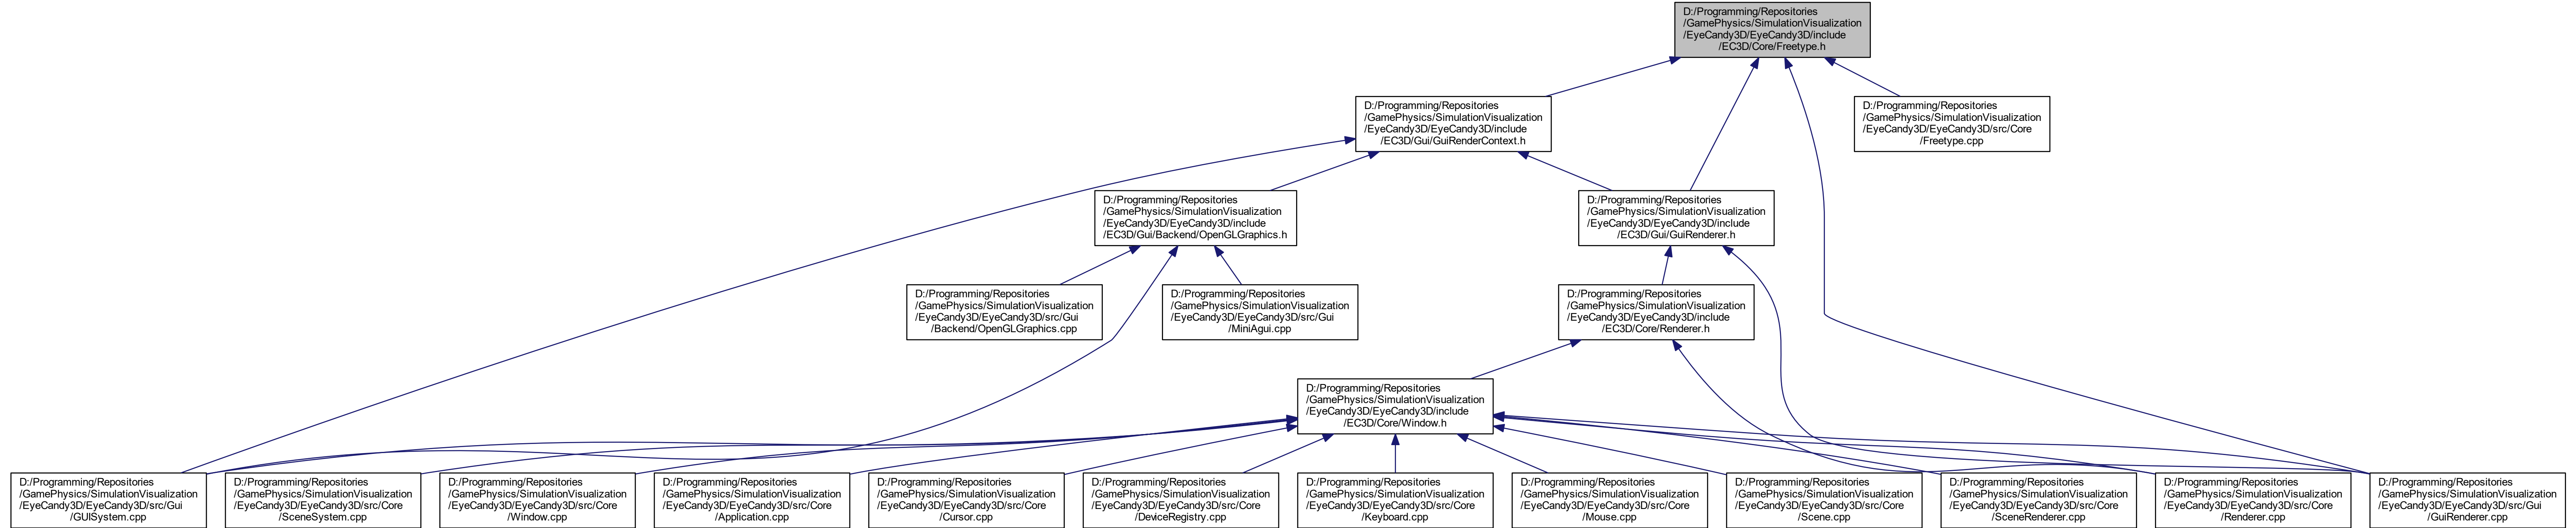 D:/Programming/Repositories
/GamePhysics/SimulationVisualization
/EyeCandy3D/EyeCandy3D/include
/EC3D/Core/Freetype.h
D:/Programming/Repositories
/GamePhysics/SimulationVisualization
/EyeCandy3D/EyeCandy3D/include
/EC3D/Gui/GuiRenderContext.h
D:/Programming/Repositories
/GamePhysics/SimulationVisualization
/EyeCandy3D/EyeCandy3D/src/Core
/Freetype.cpp
D:/Programming/Repositories
/GamePhysics/SimulationVisualization
/EyeCandy3D/EyeCandy3D/include
/EC3D/Gui/Backend/OpenGLGraphics.h
D:/Programming/Repositories
/GamePhysics/SimulationVisualization
/EyeCandy3D/EyeCandy3D/include
/EC3D/Gui/GuiRenderer.h
D:/Programming/Repositories
/GamePhysics/SimulationVisualization
/EyeCandy3D/EyeCandy3D/src/Gui
/Backend/OpenGLGraphics.cpp
D:/Programming/Repositories
/GamePhysics/SimulationVisualization
/EyeCandy3D/EyeCandy3D/src/Gui
/MiniAgui.cpp
D:/Programming/Repositories
/GamePhysics/SimulationVisualization
/EyeCandy3D/EyeCandy3D/include
/EC3D/Core/Renderer.h
D:/Programming/Repositories
/GamePhysics/SimulationVisualization
/EyeCandy3D/EyeCandy3D/include
/EC3D/Core/Window.h
D:/Programming/Repositories
/GamePhysics/SimulationVisualization
/EyeCandy3D/EyeCandy3D/src/Gui
/GUISystem.cpp
D:/Programming/Repositories
/GamePhysics/SimulationVisualization
/EyeCandy3D/EyeCandy3D/src/Core
/SceneSystem.cpp
D:/Programming/Repositories
/GamePhysics/SimulationVisualization
/EyeCandy3D/EyeCandy3D/src/Core
/Window.cpp
D:/Programming/Repositories
/GamePhysics/SimulationVisualization
/EyeCandy3D/EyeCandy3D/src/Core
/Application.cpp
D:/Programming/Repositories
/GamePhysics/SimulationVisualization
/EyeCandy3D/EyeCandy3D/src/Core
/Cursor.cpp
D:/Programming/Repositories
/GamePhysics/SimulationVisualization
/EyeCandy3D/EyeCandy3D/src/Core
/DeviceRegistry.cpp
D:/Programming/Repositories
/GamePhysics/SimulationVisualization
/EyeCandy3D/EyeCandy3D/src/Core
/Keyboard.cpp
D:/Programming/Repositories
/GamePhysics/SimulationVisualization
/EyeCandy3D/EyeCandy3D/src/Core
/Mouse.cpp
D:/Programming/Repositories
/GamePhysics/SimulationVisualization
/EyeCandy3D/EyeCandy3D/src/Core
/Scene.cpp
D:/Programming/Repositories
/GamePhysics/SimulationVisualization
/EyeCandy3D/EyeCandy3D/src/Core
/SceneRenderer.cpp
D:/Programming/Repositories
/GamePhysics/SimulationVisualization
/EyeCandy3D/EyeCandy3D/src/Core
/Renderer.cpp
D:/Programming/Repositories
/GamePhysics/SimulationVisualization
/EyeCandy3D/EyeCandy3D/src/Gui
/GuiRenderer.cpp